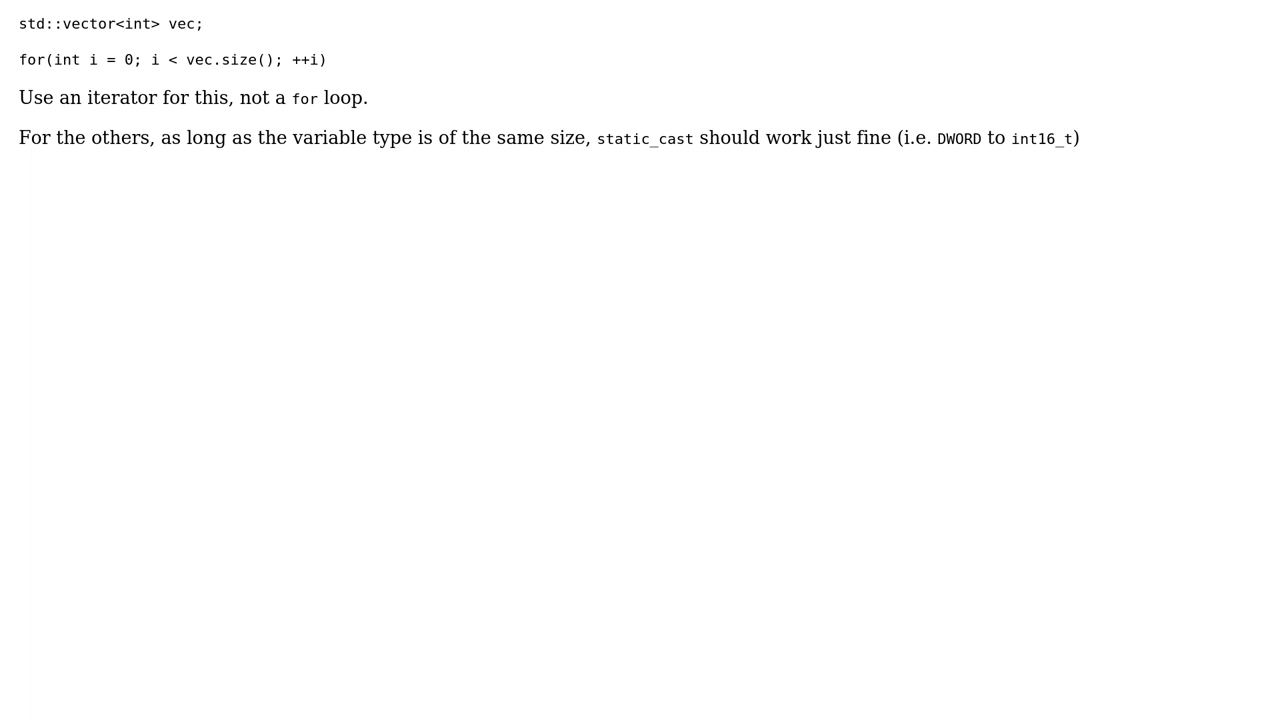 std::vector<int> vec;
for(int i = 0; i < vec.size(); ++i)
Use an iterator for this, not a for loop.
For the others, as long as the variable type is of the same size, static_cast should work just fine (i.e. DWORD to int16_t)